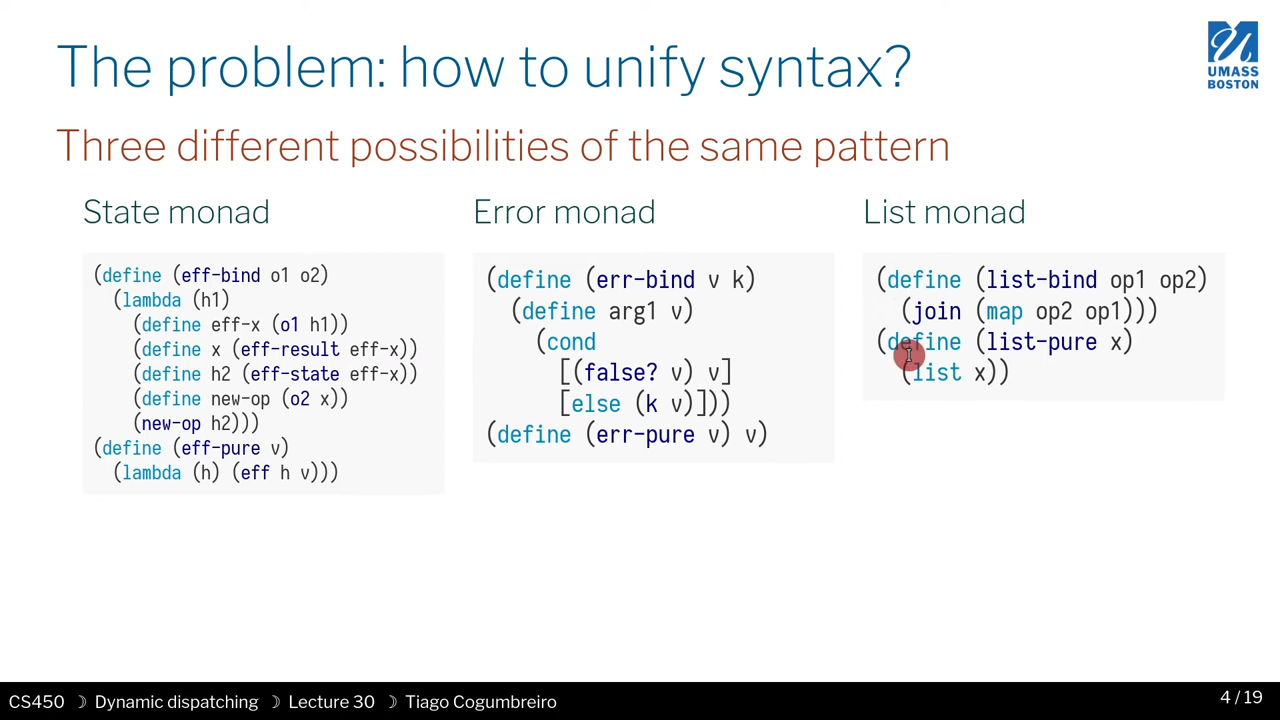 The problem: how to unify syntax?
UMASS
BOSTON
Three different possibilities of the same pattern
State monad
(define (eff-bind o1 o2)
(lambda (h1)
(define eff-x (o1 h1))
(define x (eff-result eff-x))
(define h2 (eff-state eff-x))
(define new-op (o2 x))
(new-op h2)))
(define (eff-pure v)
(lambda (h) (eff h v)))
Error monad
(define (err-bind v k)
(define arg1 v)
(cond
[(false? v) v]
[else (k v)]))
(define (err-pure v) v)
List monad
(define (list-bind op1 op2)
(join (map op2 op1)))
(define (list-pure x)
(list x))
CS450 ☽ Dynamic dispatching ☽ Lecture 30 ☽ Tiago Cogumbreiro
4 / 19